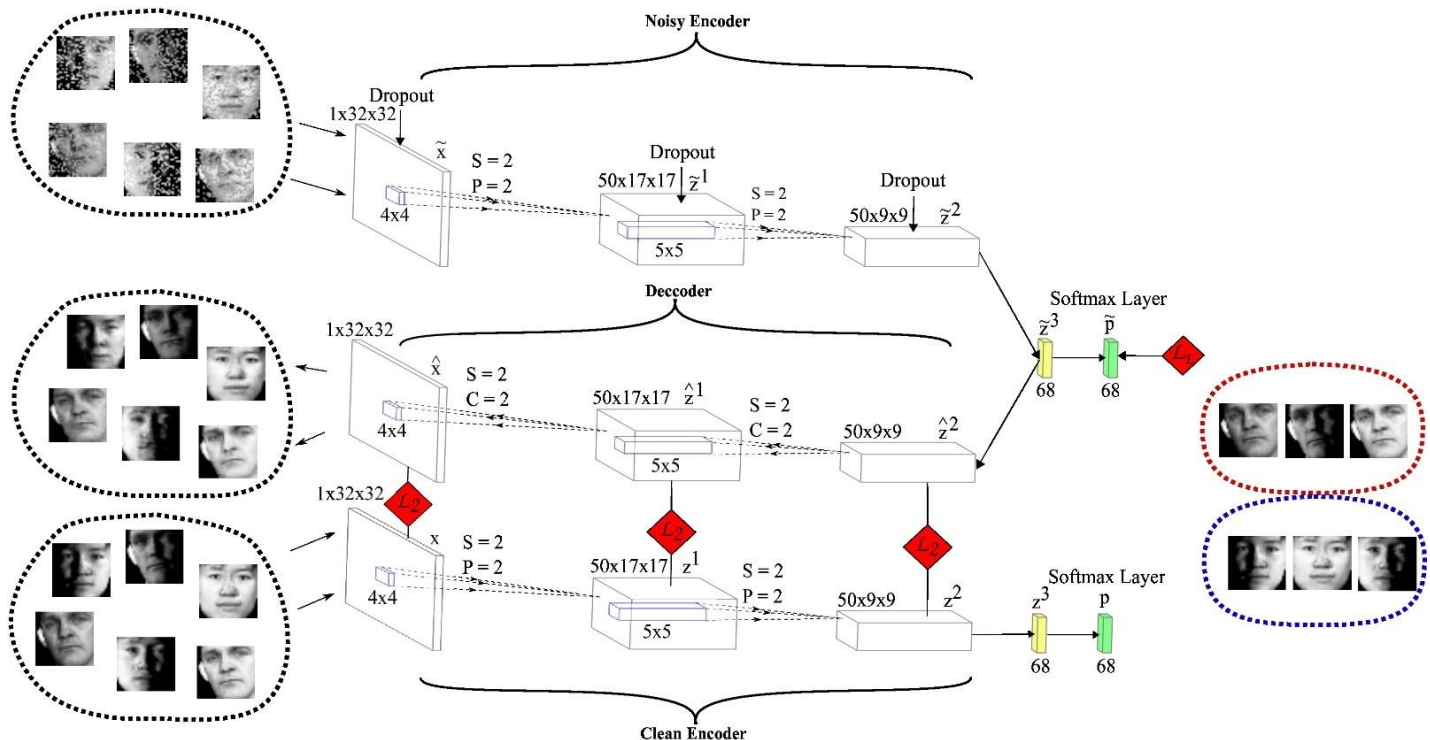 Noisy Encoder
Dropout
1x32x32
x̃
S = 2
P = 2
4x4
Dropout
50x17x17 z̃¹
S = 2
P = 2
5x5
Dropout
50x9x9 z̃²
Deccoder
1x32x32
x̂
S = 2
C = 2
4x4
50x17x17 ẑ¹
S = 2
C = 2
5x5
50x9x9 ẑ²
Softmax Layer
z̃³ p̃
68 68
L₂ L₂ L₂
1x32x32
x
S = 2
P = 2
4x4
50x17x17 z¹
S = 2
P = 2
5x5
50x9x9 z²
Softmax Layer
z³ p
68 68
Clean Encoder